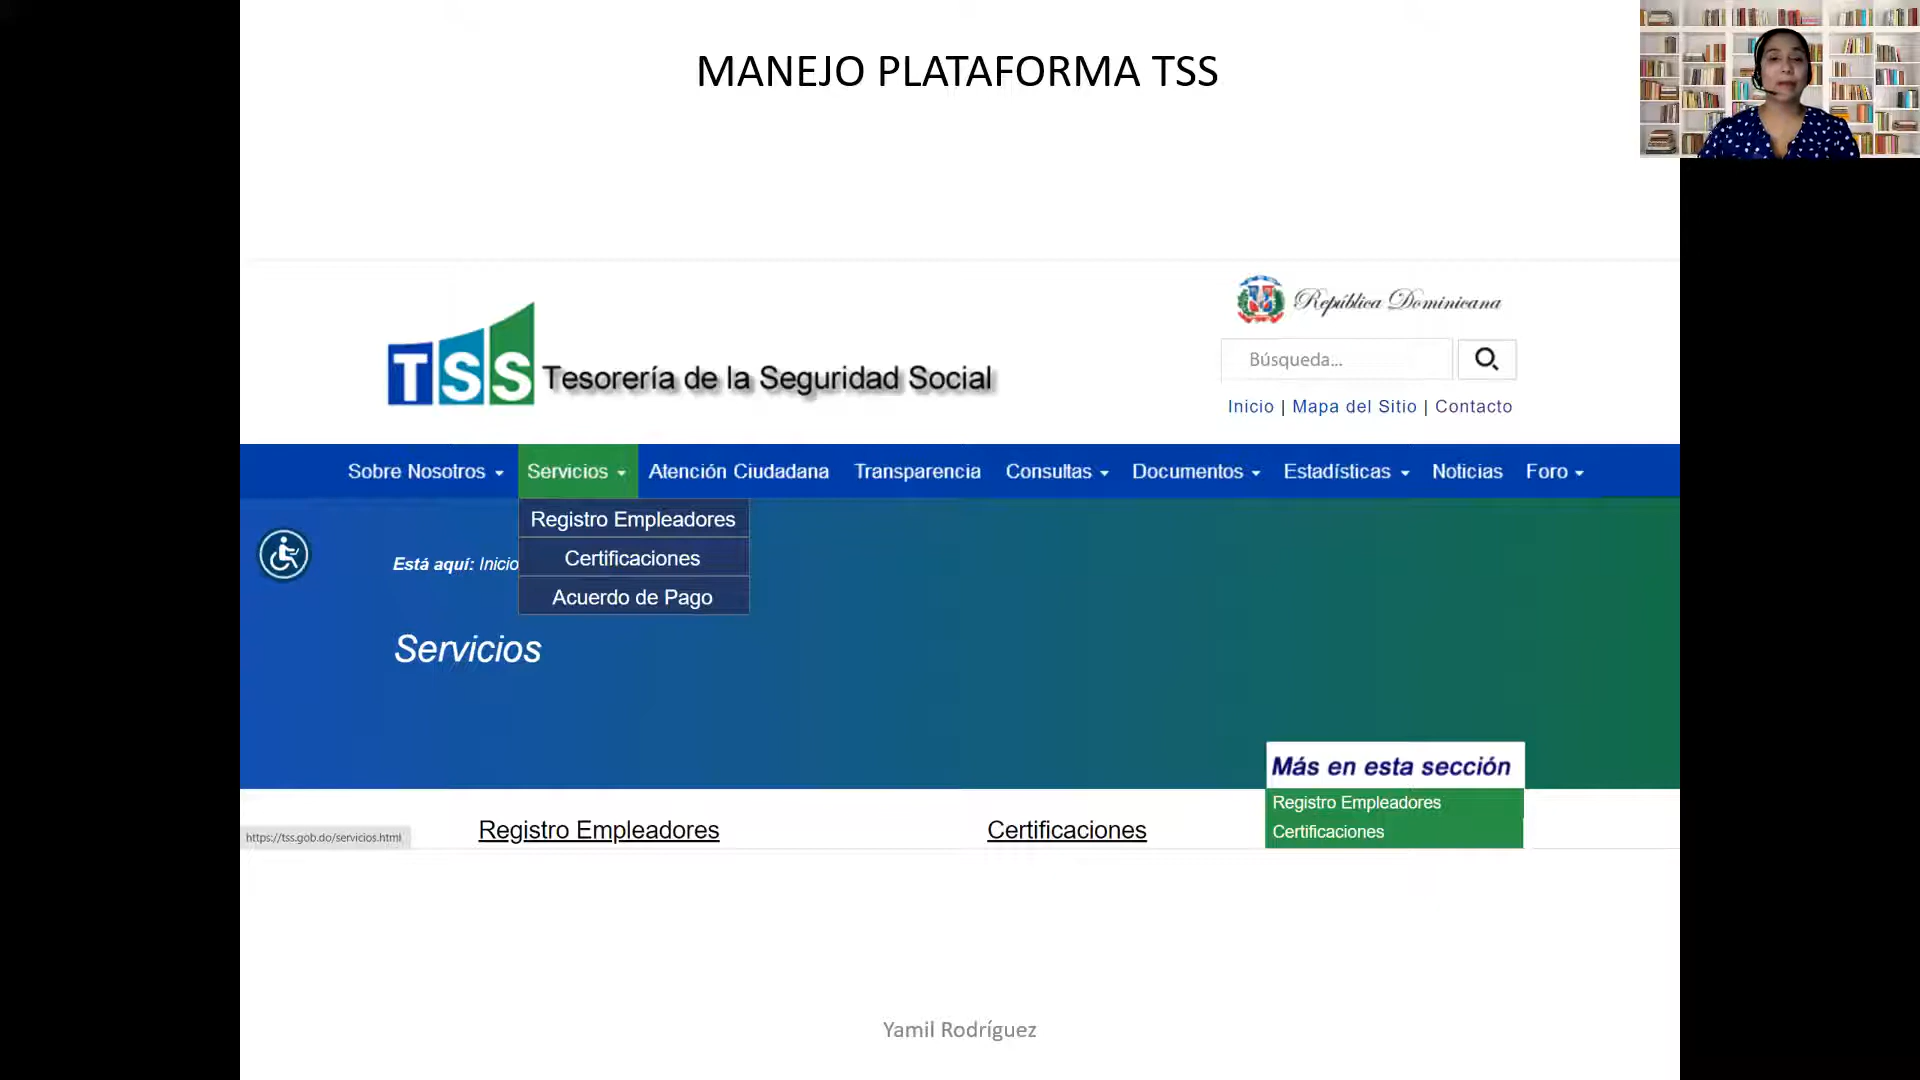 MANEJO PLATAFORMA TSS
República Dominicana
TSS Tesorería de la Seguridad Social
Búsqueda...
Inicio | Mapa del Sitio | Contacto
Sobre Nosotros Servicios Atención Ciudadana Transparencia Consultas Documentos Estadísticas Noticias Foro
Registro Empleadores
Certificaciones
Acuerdo de Pago
Está aquí: Inicio
Servicios
Más en esta sección
Registro Empleadores
Certificaciones
Registro Empleadores Certificaciones
https://tss.gob.do/servicios.html
Yamil Rodríguez